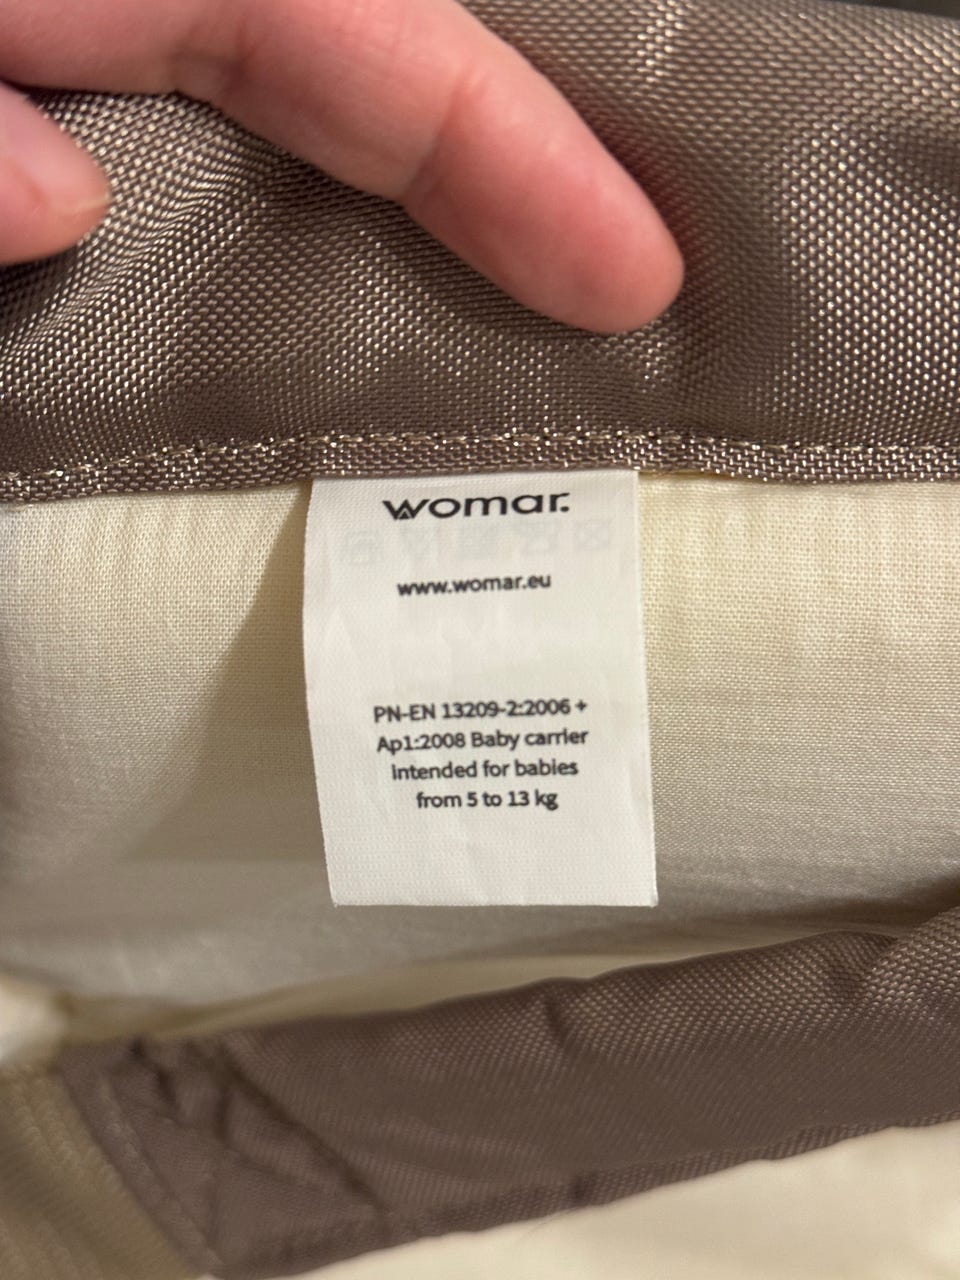 womar.
www.womar.eu
PN-EN 13209-2:2006 +
Ap1:2008 Baby carrier
Intended for babies
from 5 to 13 kg